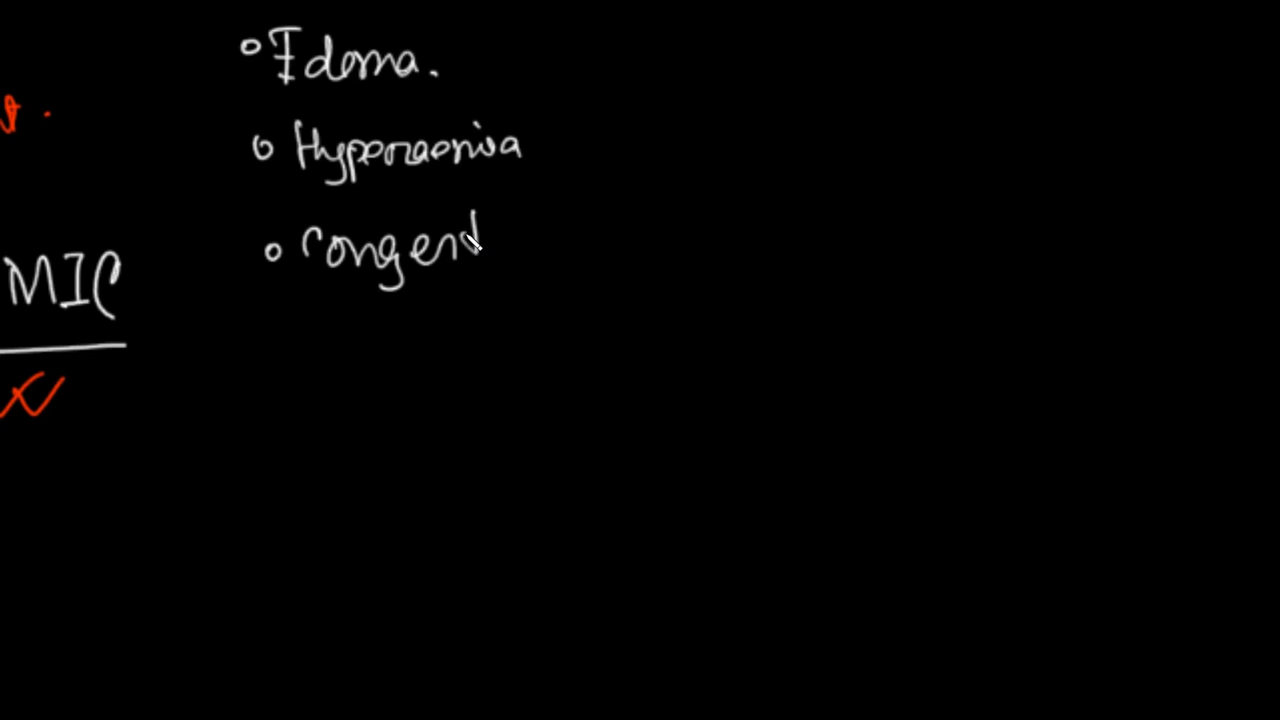 • Edema.
• Hyperaemia
• Congest
MIC